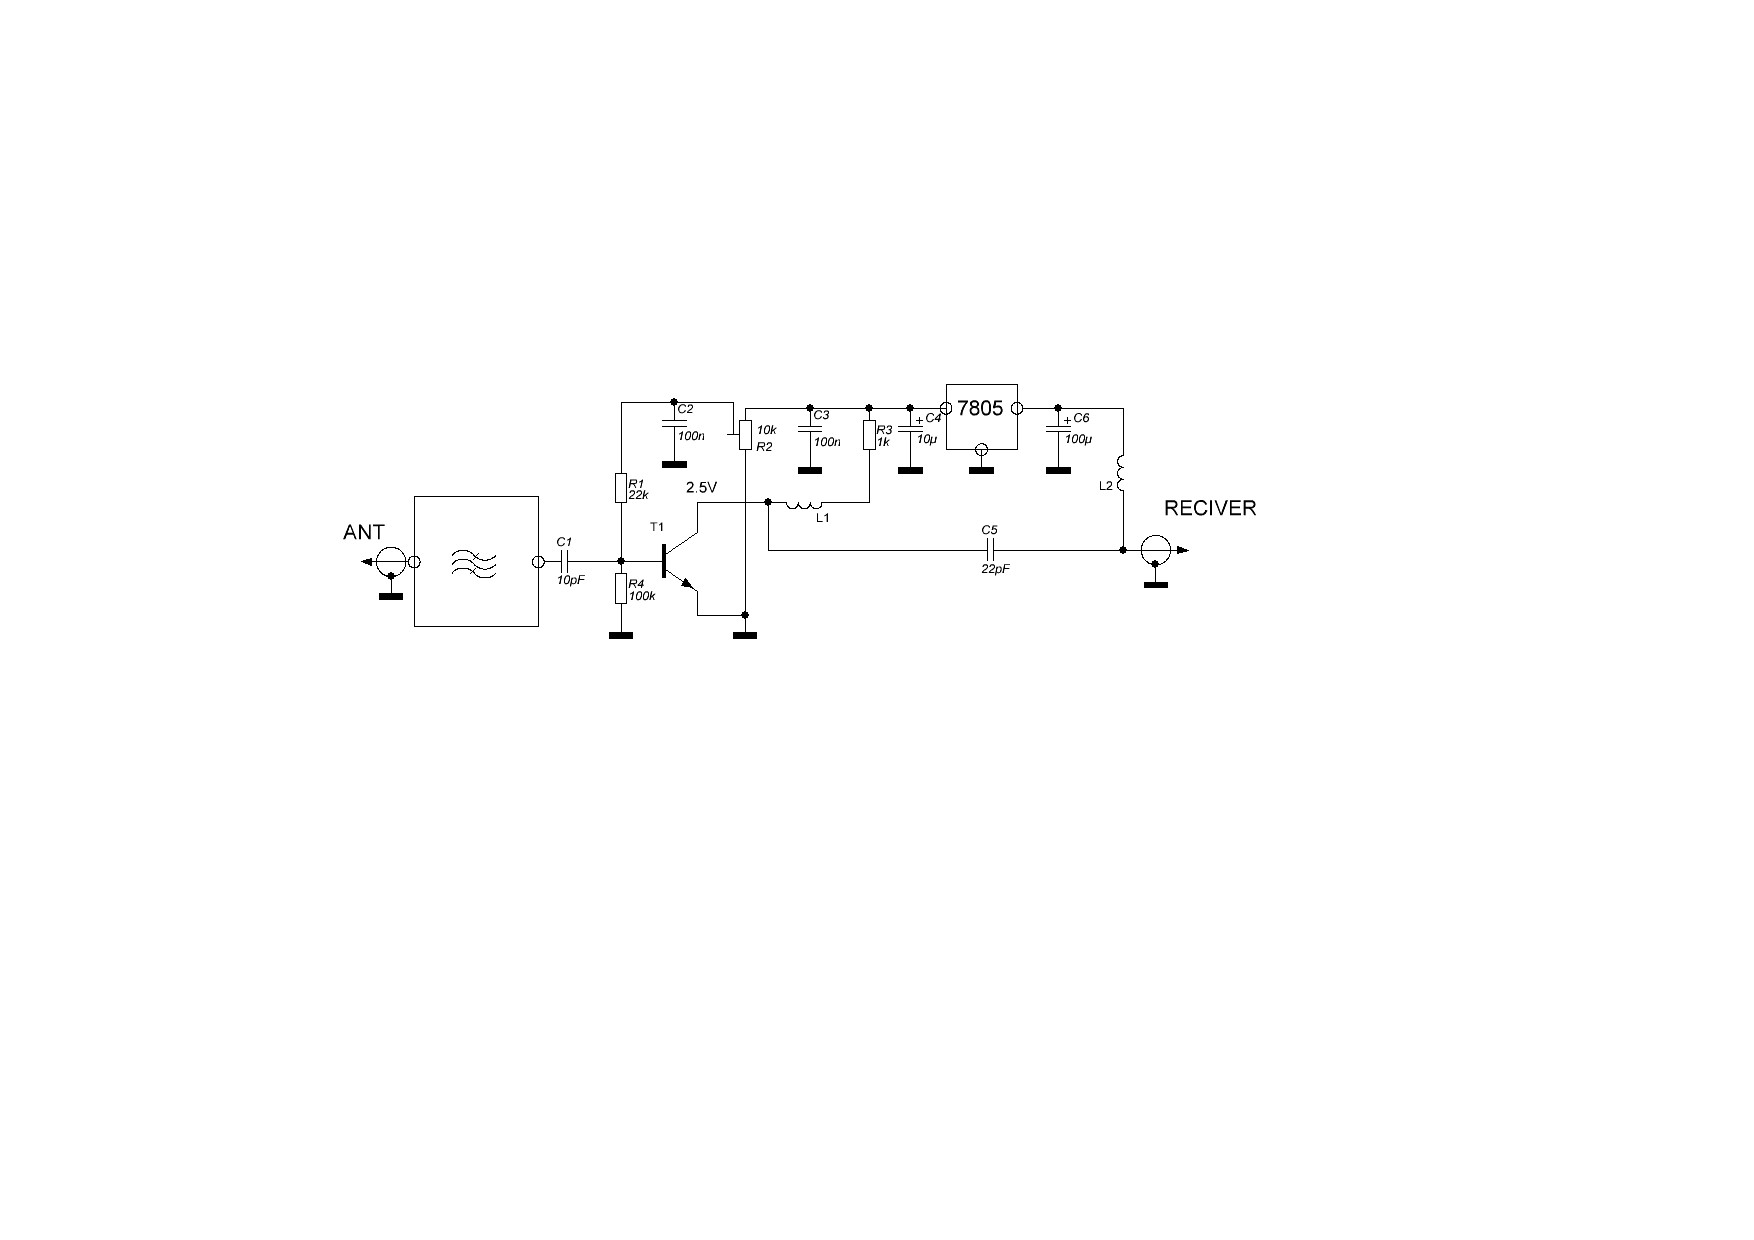 C2
100n
10k
R2
C3
100n
R3
1k
+ C4
10µ
7805
+ C6
100µ
R1
22k
2.5V
L1
L2
RECIVER
ANT
T1
C1
10pF
C5
22pF
R4
100k